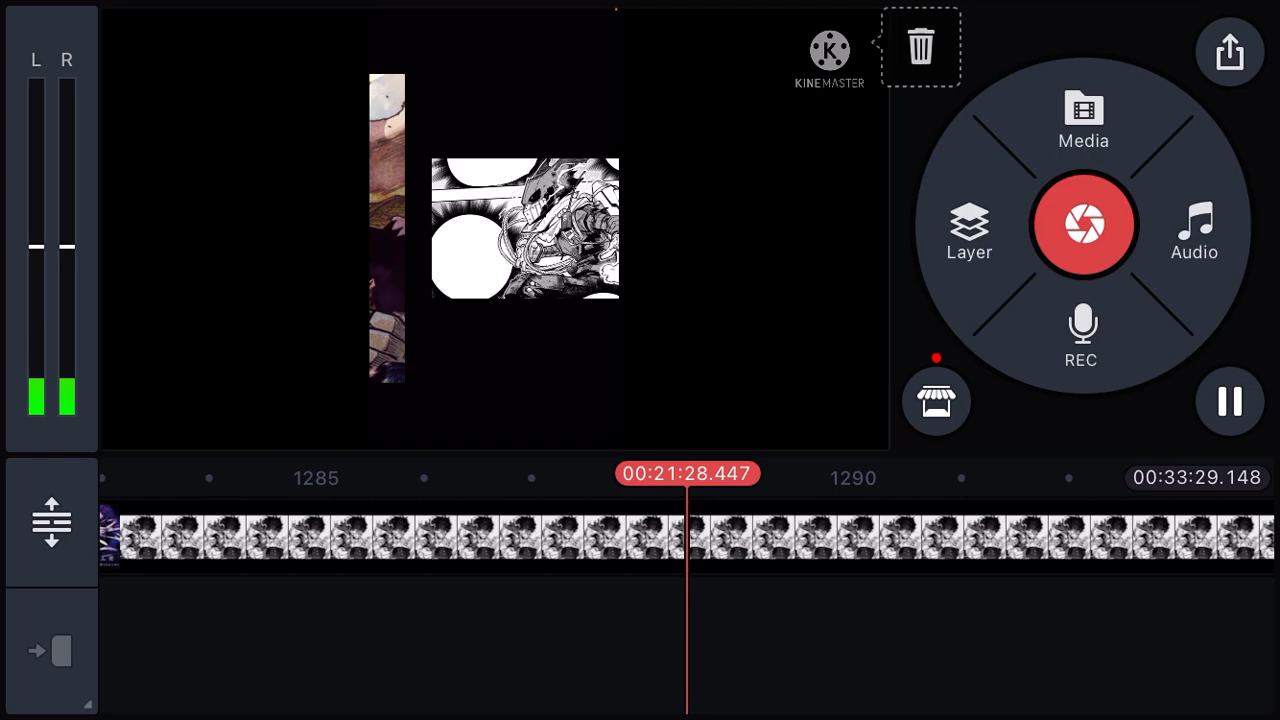 L R
KINEMASTER
Media
Layer
Audio
REC
1285
00:21:28.447
1290
00:33:29.148